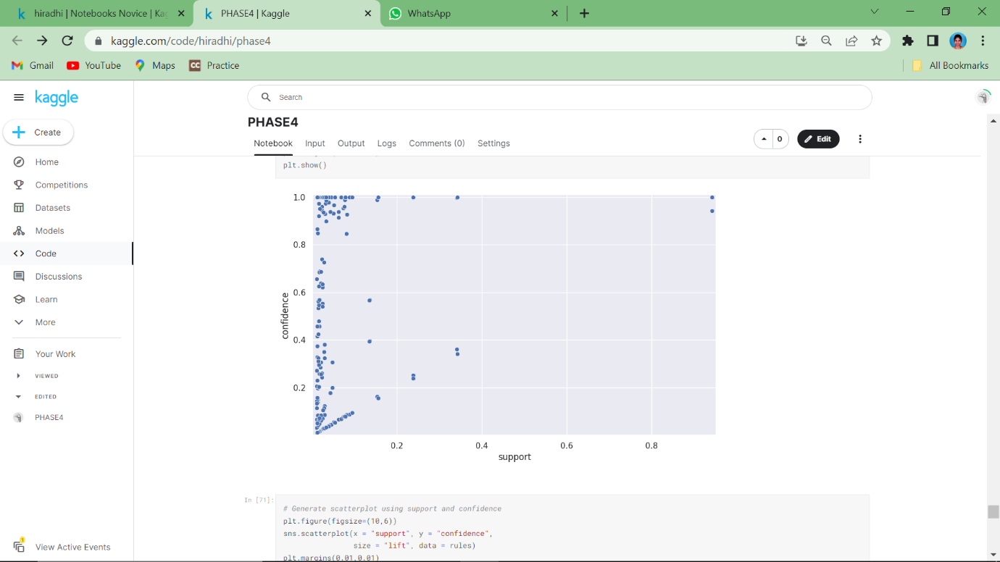 hiradhi | Notebooks Novice | Ka
PHASE4 | Kaggle
WhatsApp
kaggle.com/code/hiradhi/phase4
Gmail
YouTube
Maps
CC Practice
All Bookmarks
kaggle
Search
PHASE4
Create
Notebook
Input
Output
Logs
Comments (0)
Settings
0
Edit
Home
Competitions
Datasets
Models
Code
Discussions
Learn
More
Your Work
VIEWED
EDITED
PHASE4
1
View Active Events
plt.show()
1.0
0.8
0.6
0.4
0.2
confidence
0.2 0.4 0.6 0.8
support
In [71]:
# Generate scatterplot using support and confidence
plt.figure(figsize=(10,6))
sns.scatterplot(x = "support", y = "confidence",
size = "lift", data = rules)
plt.margins(0.01,0.01)